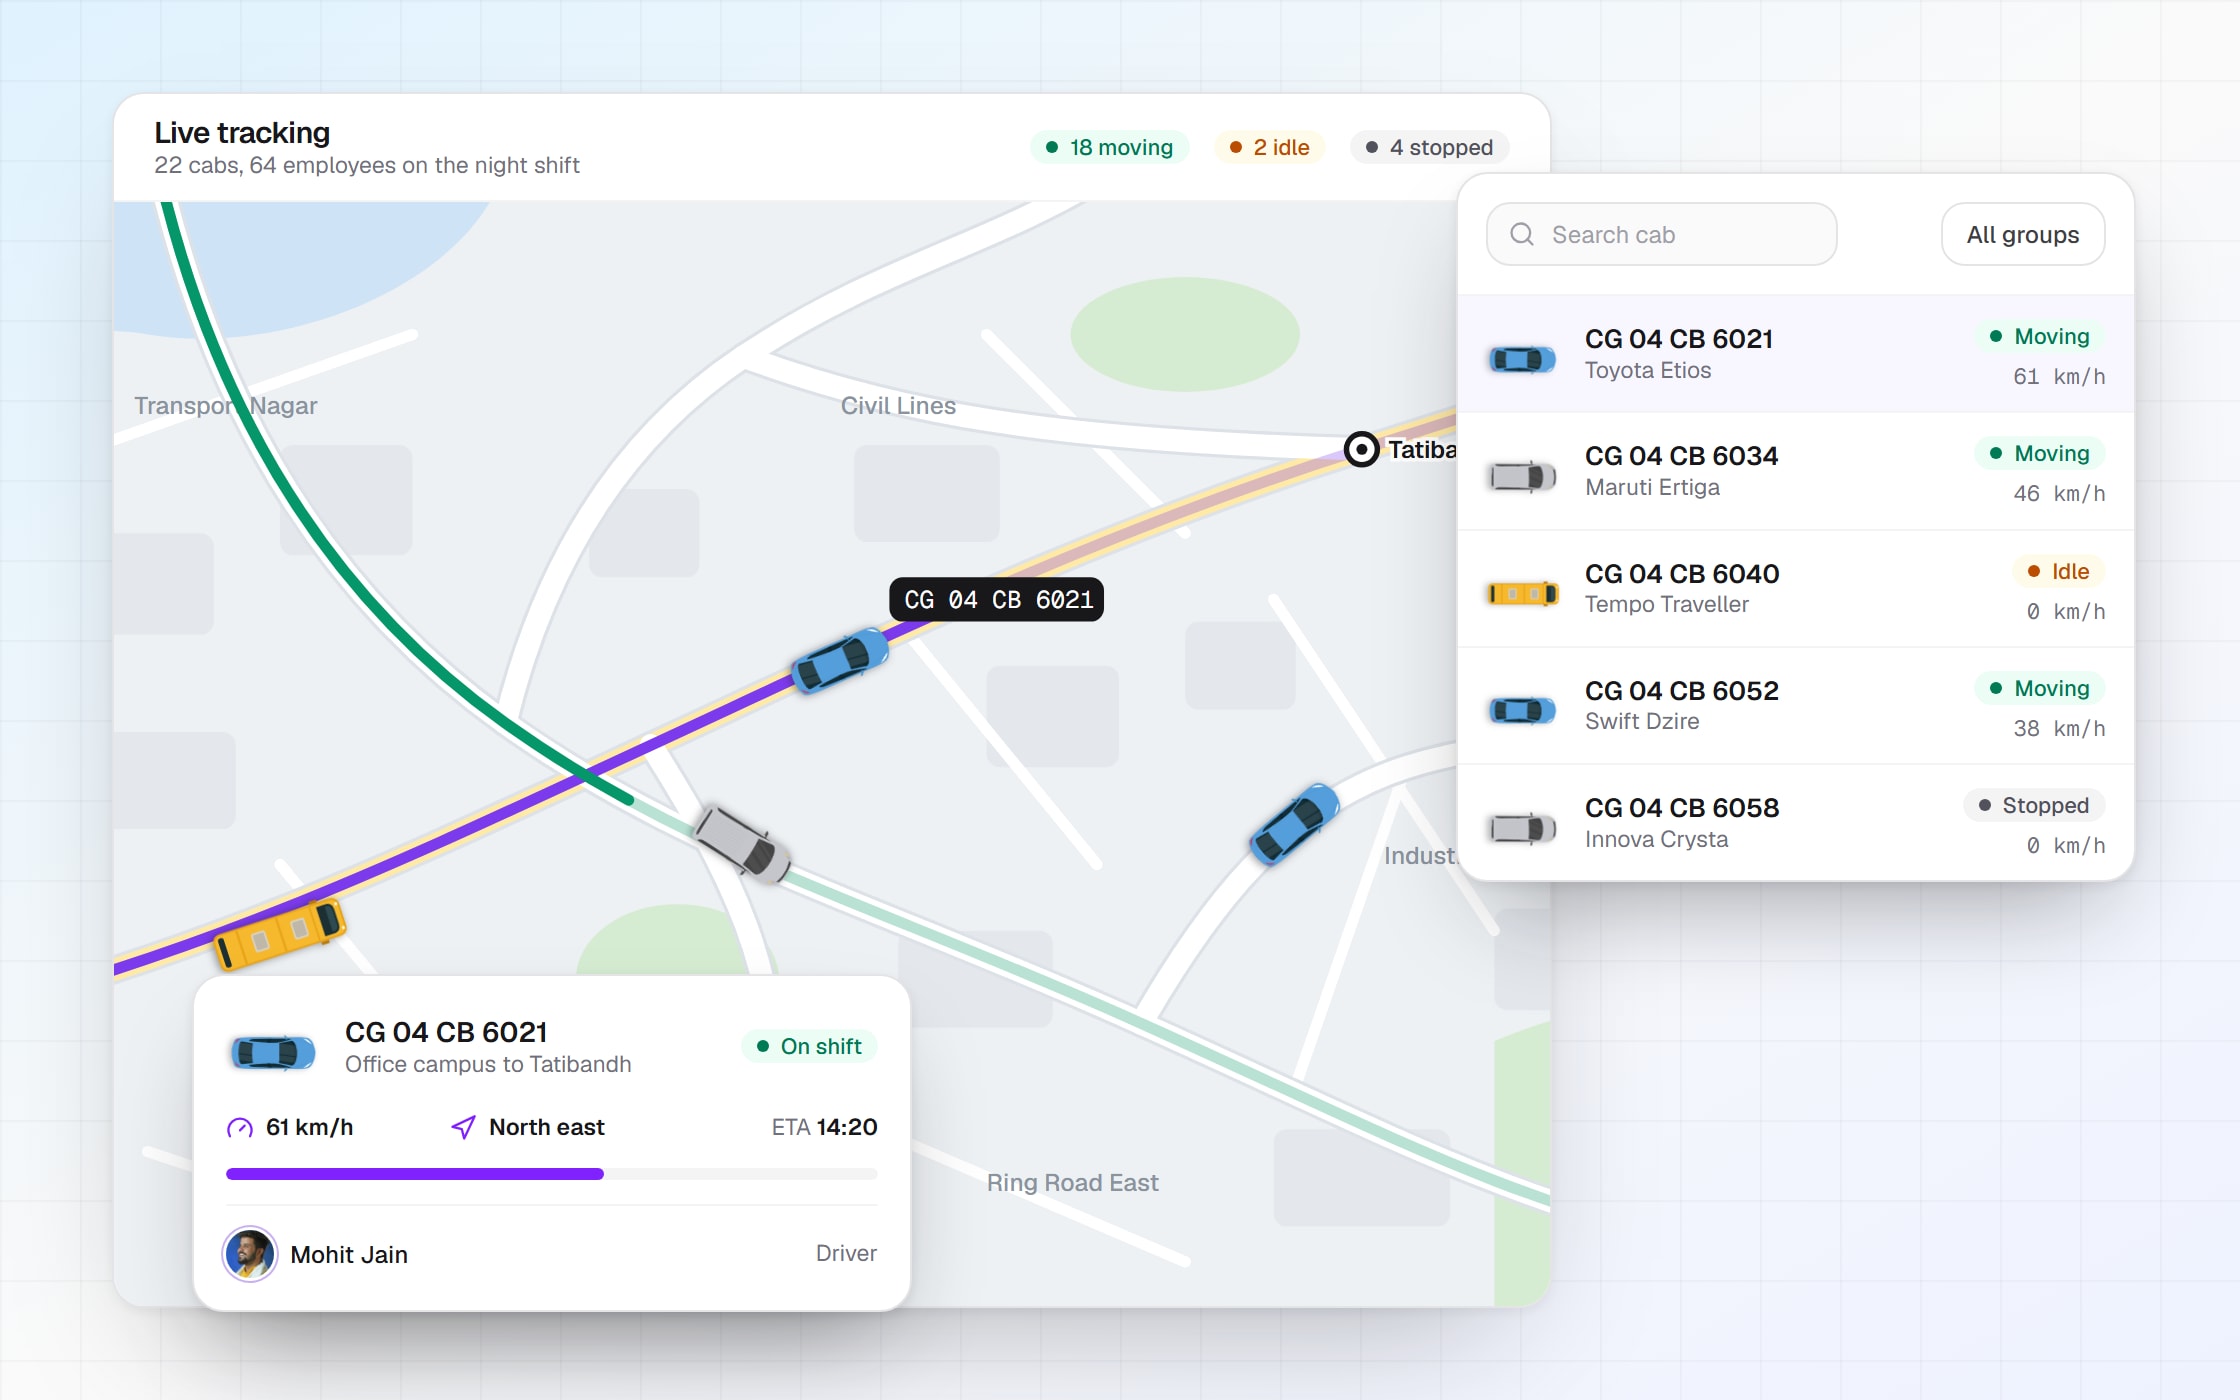 Live tracking
22 cabs, 64 employees on the night shift
18 moving
2 idle
4 stopped
Search cab
All groups
CG 04 CB 6021
Toyota Etios
Moving
61 km/h
CG 04 CB 6034
Maruti Ertiga
Moving
46 km/h
CG 04 CB 6040
Tempo Traveller
Idle
0 km/h
CG 04 CB 6052
Swift Dzire
Moving
38 km/h
CG 04 CB 6058
Innova Crysta
Stopped
0 km/h
Transport Nagar
Civil Lines
Tatiba
CG 04 CB 6021
Indust
Ring Road East
CG 04 CB 6021
Office campus to Tatibandh
On shift
61 km/h
North east
ETA 14:20
Mohit Jain
Driver